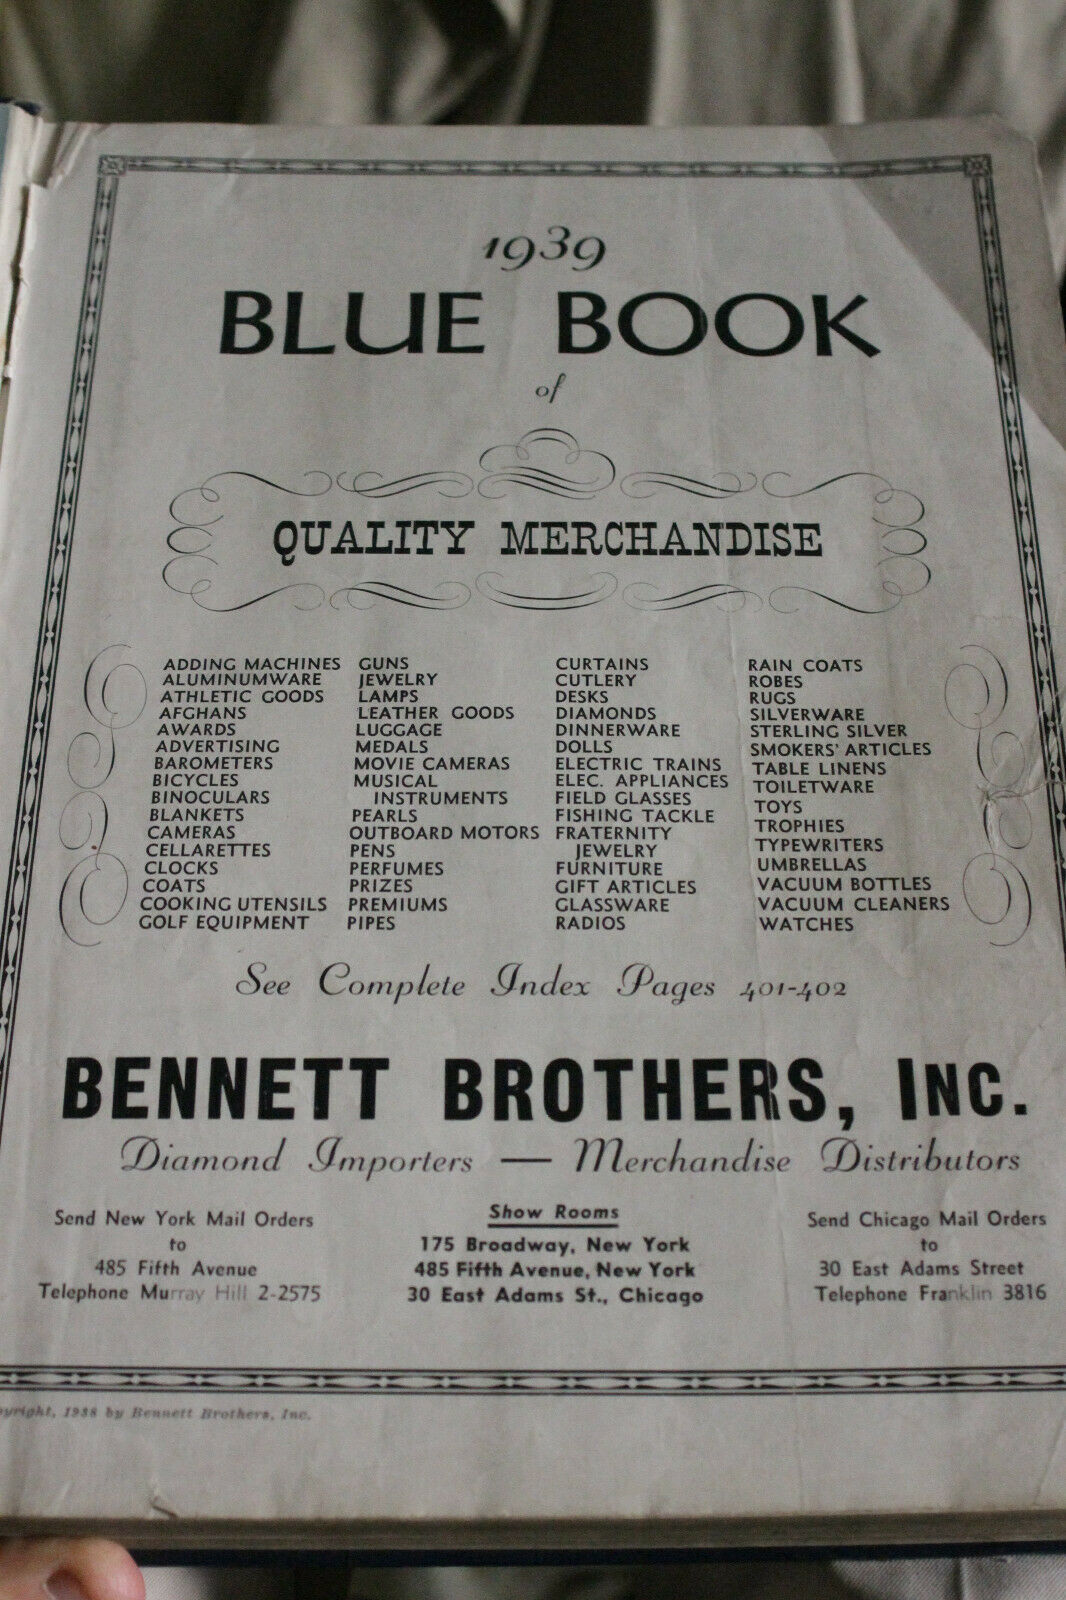 1939
BLUE BOOK
of
QUALITY MERCHANDISE
ADDING MACHINES
ALUMINUMWARE
ATHLETIC GOODS
AFGHANS
AWARDS
ADVERTISING
BAROMETERS
BICYCLES
BINOCULARS
BLANKETS
CAMERAS
CELLARETTES
CLOCKS
COATS
COOKING UTENSILS
GOLF EQUIPMENT
GUNS
JEWELRY
LAMPS
LEATHER GOODS
LUGGAGE
MEDALS
MOVIE CAMERAS
MUSICAL
INSTRUMENTS
PEARLS
OUTBOARD MOTORS
PENS
PERFUMES
PRIZES
PREMIUMS
PIPES
CURTAINS
CUTLERY
DESKS
DIAMONDS
DINNERWARE
DOLLS
ELECTRIC TRAINS
ELEC. APPLIANCES
FIELD GLASSES
FISHING TACKLE
FRATERNITY
JEWELRY
FURNITURE
GIFT ARTICLES
GLASSWARE
RADIOS
RAIN COATS
ROBES
RUGS
SILVERWARE
STERLING SILVER
SMOKERS' ARTICLES
TABLE LINENS
TOILETWARE
TOYS
TROPHIES
TYPEWRITERS
UMBRELLAS
VACUUM BOTTLES
VACUUM CLEANERS
WATCHES
See Complete Index Pages 401-402
BENNETT BROTHERS, INC.
Diamond Importers — Merchandise Distributors
Send New York Mail Orders
to
485 Fifth Avenue
Telephone Murray Hill 2-2575
Show Rooms
175 Broadway, New York
485 Fifth Avenue, New York
30 East Adams St., Chicago
Send Chicago Mail Orders
to
30 East Adams Street
Telephone Franklin 3816
pyright, 1938 by Bennett Brothers, Inc.